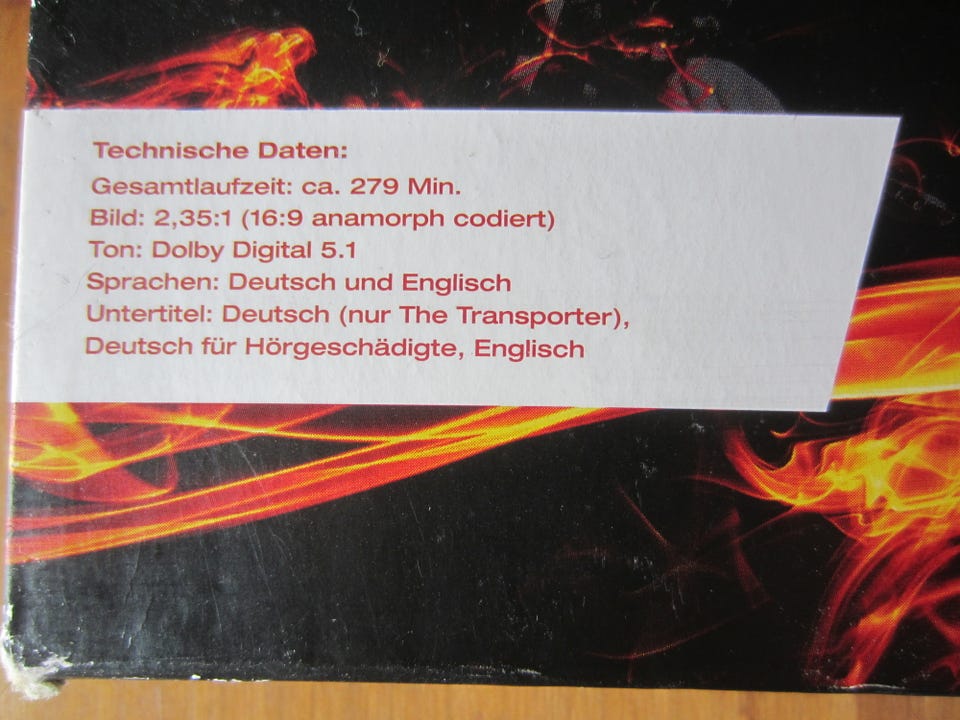 Technische Daten:
Gesamtlaufzeit: ca. 279 Min.
Bild: 2,35:1 (16:9 anamorph codiert)
Ton: Dolby Digital 5.1
Sprachen: Deutsch und Englisch
Untertitel: Deutsch (nur The Transporter),
Deutsch für Hörgeschädigte, Englisch